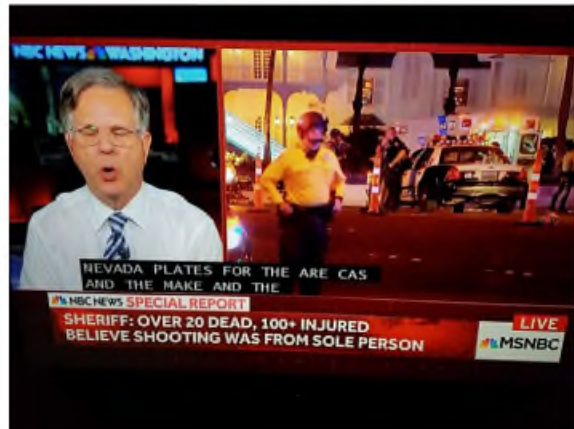 NBC NEWS WASHINGTON
NEVADA PLATES FOR THE ARE CAS
AND THE MAKE AND THE
NBC NEWS SPECIAL REPORT
SHERIFF: OVER 20 DEAD, 100+ INJURED
BELIEVE SHOOTING WAS FROM SOLE PERSON
LIVE
MSNBC